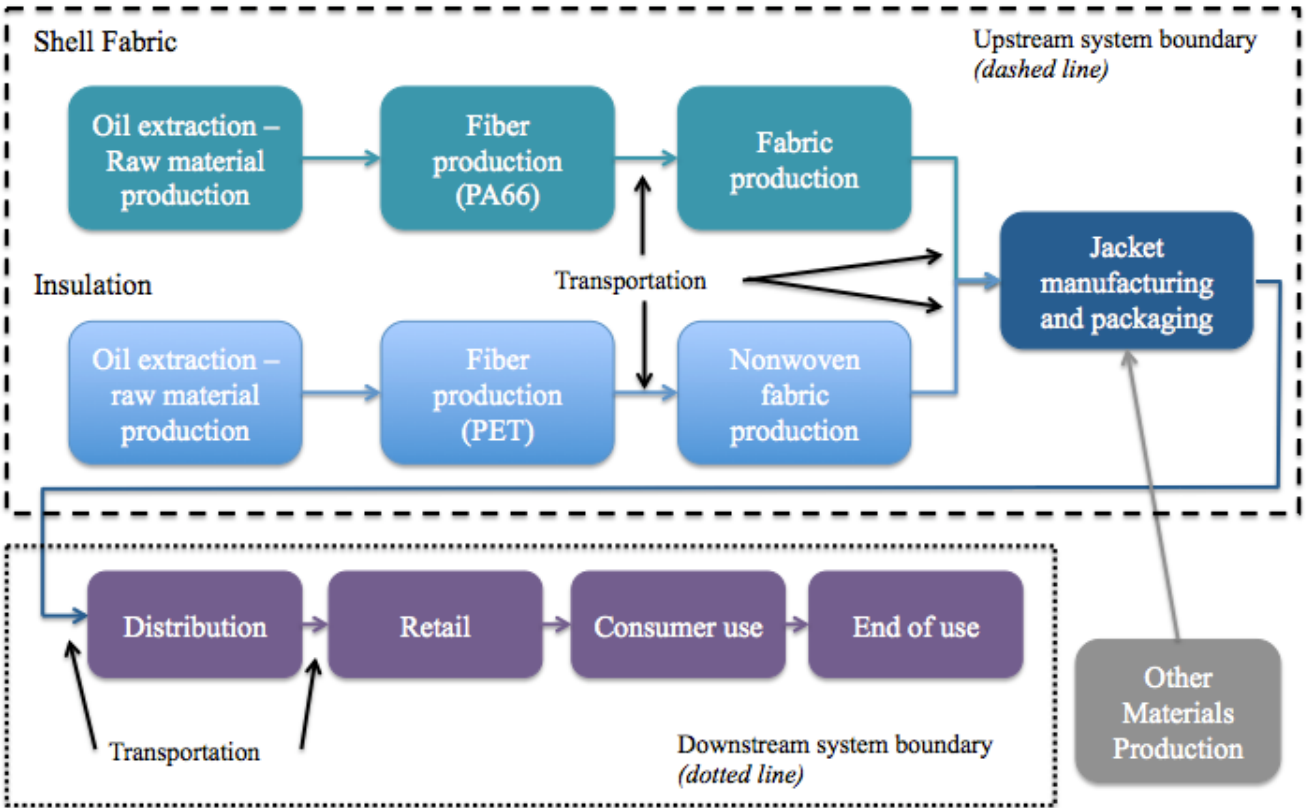 Shell Fabric
Upstream system boundary
(dashed line)
Oil extraction –
Raw material
production
Fiber
production
(PA66)
Fabric
production
Transportation
Jacket
manufacturing
and packaging
Insulation
Oil extraction –
raw material
production
Fiber
production
(PET)
Nonwoven
fabric
production
Distribution
Retail
Consumer use
End of use
Transportation
Downstream system boundary
(dotted line)
Other
Materials
Production